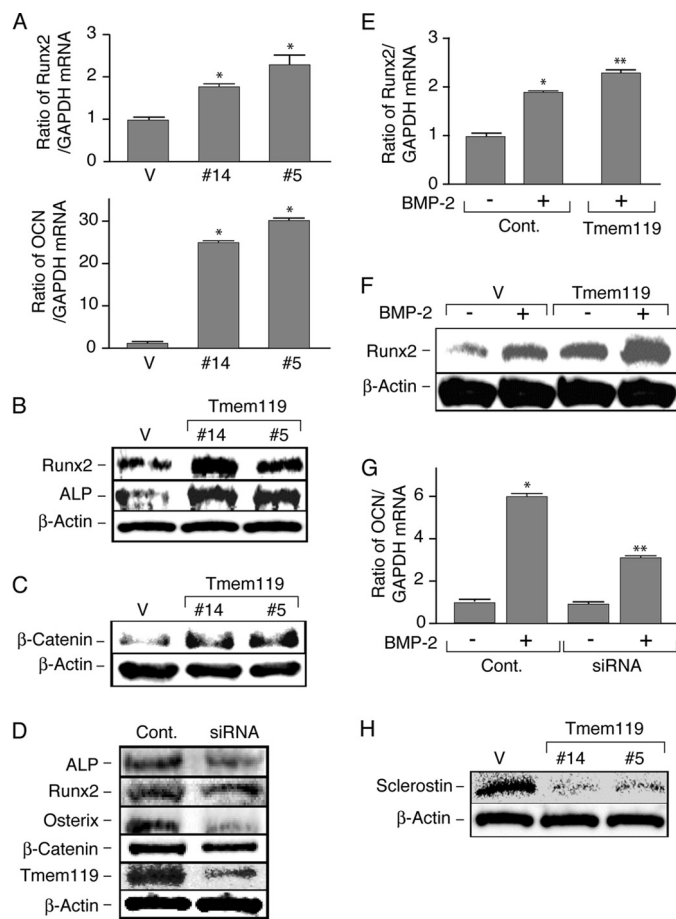 A
Ratio of Runx2
/GAPDH mRNA
3
2
1
0
*
*
V #14 #5
Ratio of OCN
/GAPDH mRNA
30
20
10
0
*
*
V #14 #5
B
Tmem119
V #14 #5
Runx2
ALP
β-Actin
C
Tmem119
V #14 #5
β-Catenin
β-Actin
D
Cont. siRNA
ALP
Runx2
Osterix
β-Catenin
Tmem119
β-Actin
E
Ratio of Runx2/
GAPDH mRNA
3
2
1
0
*
**
BMP-2 - + +
Cont. Tmem119
F
V Tmem119
BMP-2 - + - +
Runx2
β-Actin
G
Ratio of OCN/
GAPDH mRNA
6
4
2
0
*
**
BMP-2 - + - +
Cont. siRNA
H
Tmem119
V #14 #5
Sclerostin
β-Actin